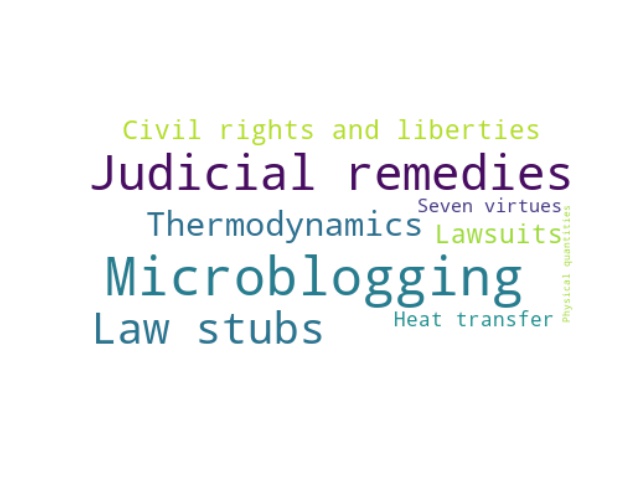 Civil rights and liberties
Judicial remedies
Seven virtues
Thermodynamics
Lawsuits
Physical quantities
Microblogging
Law stubs
Heat transfer